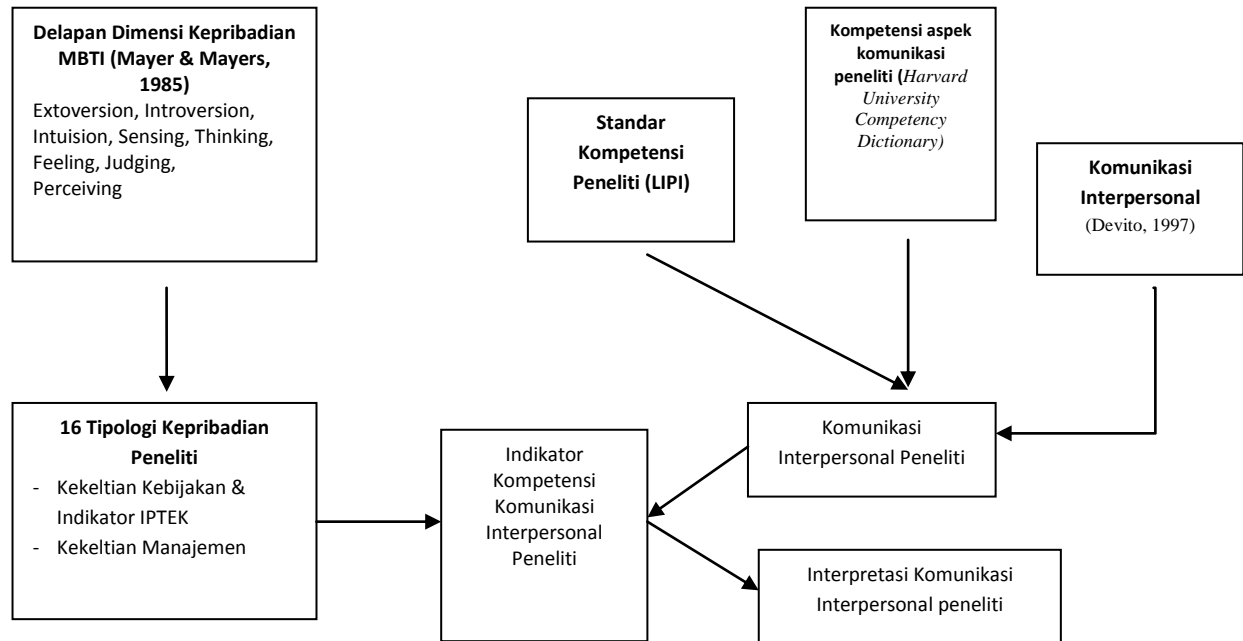 Delapan Dimensi Kepribadian
MBTI (Mayer & Mayers,
1985)
Extoversion, Introversion,
Intuision, Sensing, Thinking,
Feeling, Judging,
Perceiving
Standar
Kompetensi
Peneliti (LIPI)
Kompetensi aspek
komunikasi
peneliti (Harvard
University
Competency
Dictionary)
Komunikasi
Interpersonal
(Devito, 1997)
16 Tipologi Kepribadian
Peneliti
- Kekeltian Kebijakan &
Indikator IPTEK
- Kekeltian Manajemen
Indikator
Kompetensi
Komunikasi
Interpersonal
Peneliti
Komunikasi
Interpersonal Peneliti
Interpretasi Komunikasi
Interpersonal peneliti